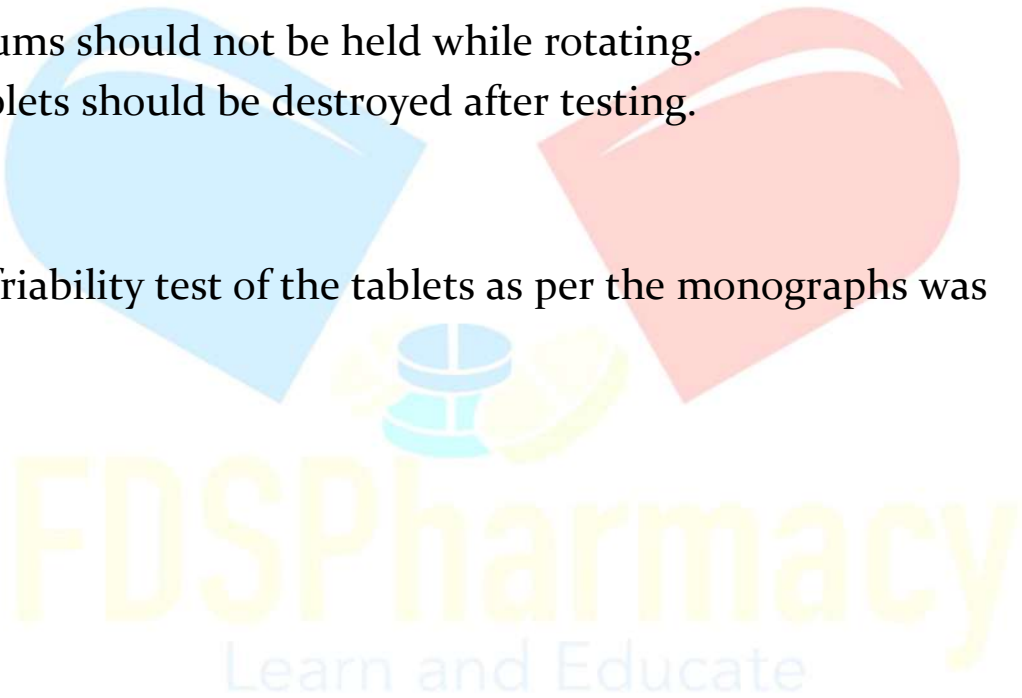 ums should not be held while rotating.
blets should be destroyed after testing.
friability test of the tablets as per the monographs was
FDSPharmacy
Learn and Educate